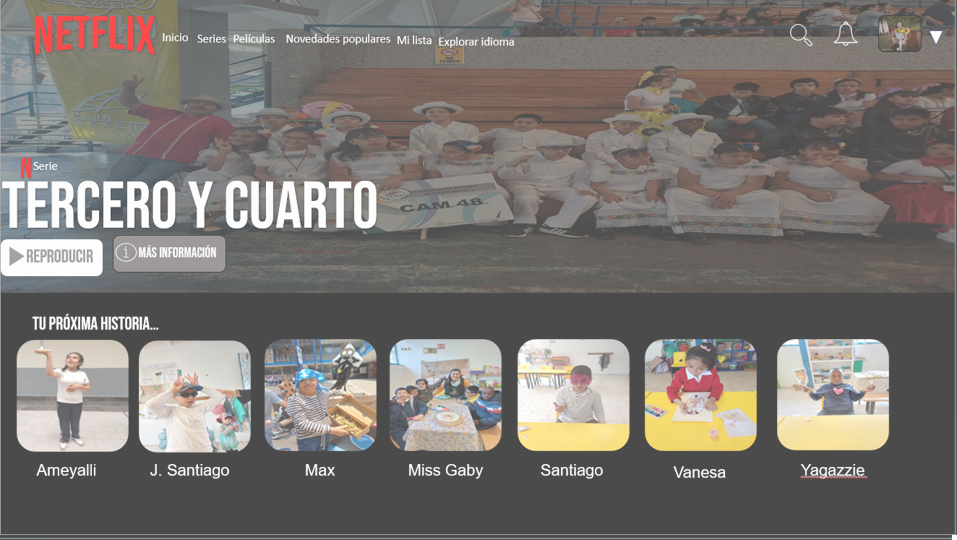 NETFLIX Inicio Series Películas Novedades populares Mi lista Explorar idioma
N Serie
TERCERO Y CUARTO
CAM 48
REPRODUCIR
i MÁS INFORMACIÓN
TU PRÓXIMA HISTORIA...
Ameyalli J. Santiago Max Miss Gaby Santiago Vanesa Yagazzie